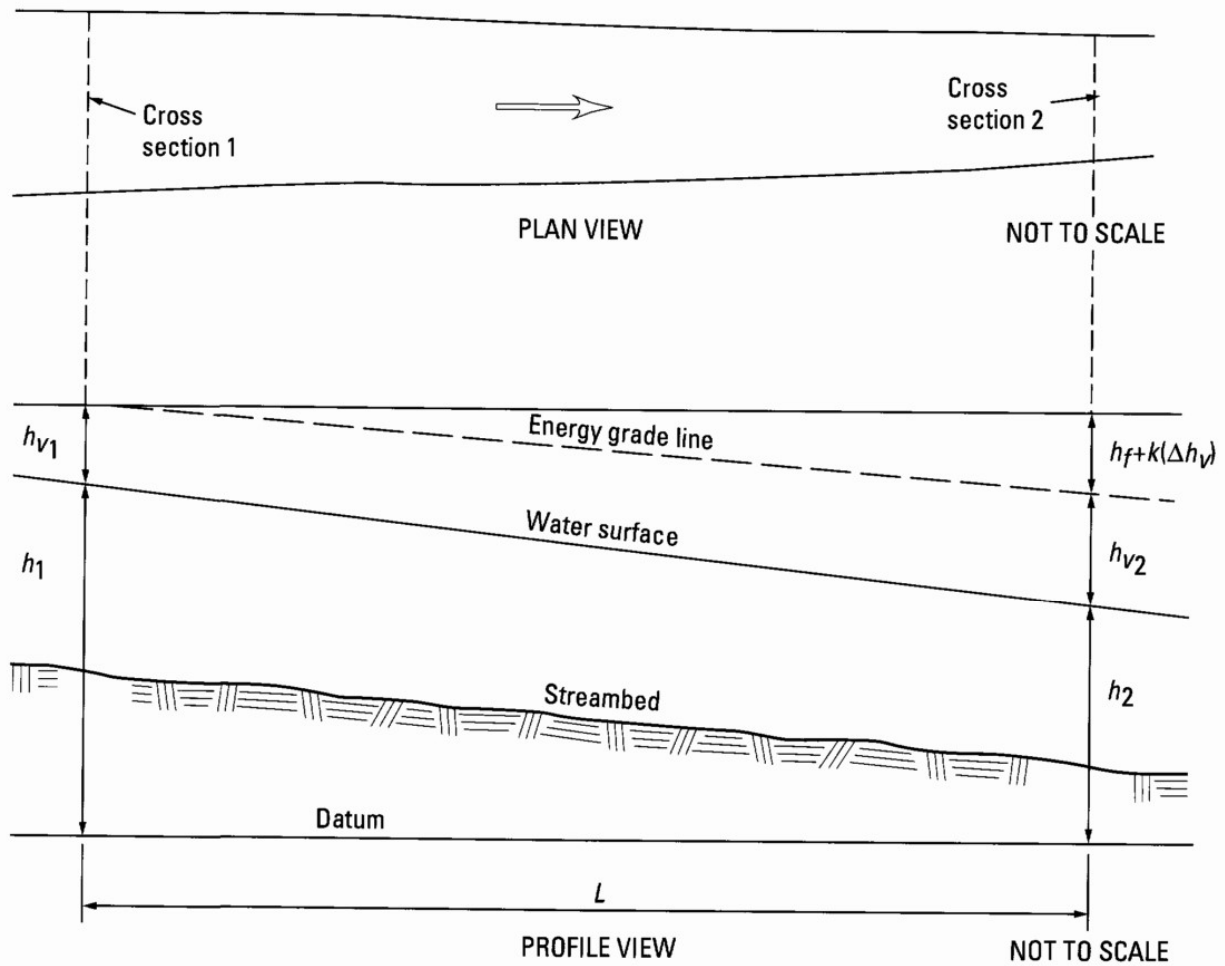 Cross
section 1
Cross
section 2
PLAN VIEW
NOT TO SCALE
hv1
Energy grade line
hf+k(Δhv)
Water surface
h1
hv2
Streambed
h2
Datum
L
PROFILE VIEW
NOT TO SCALE